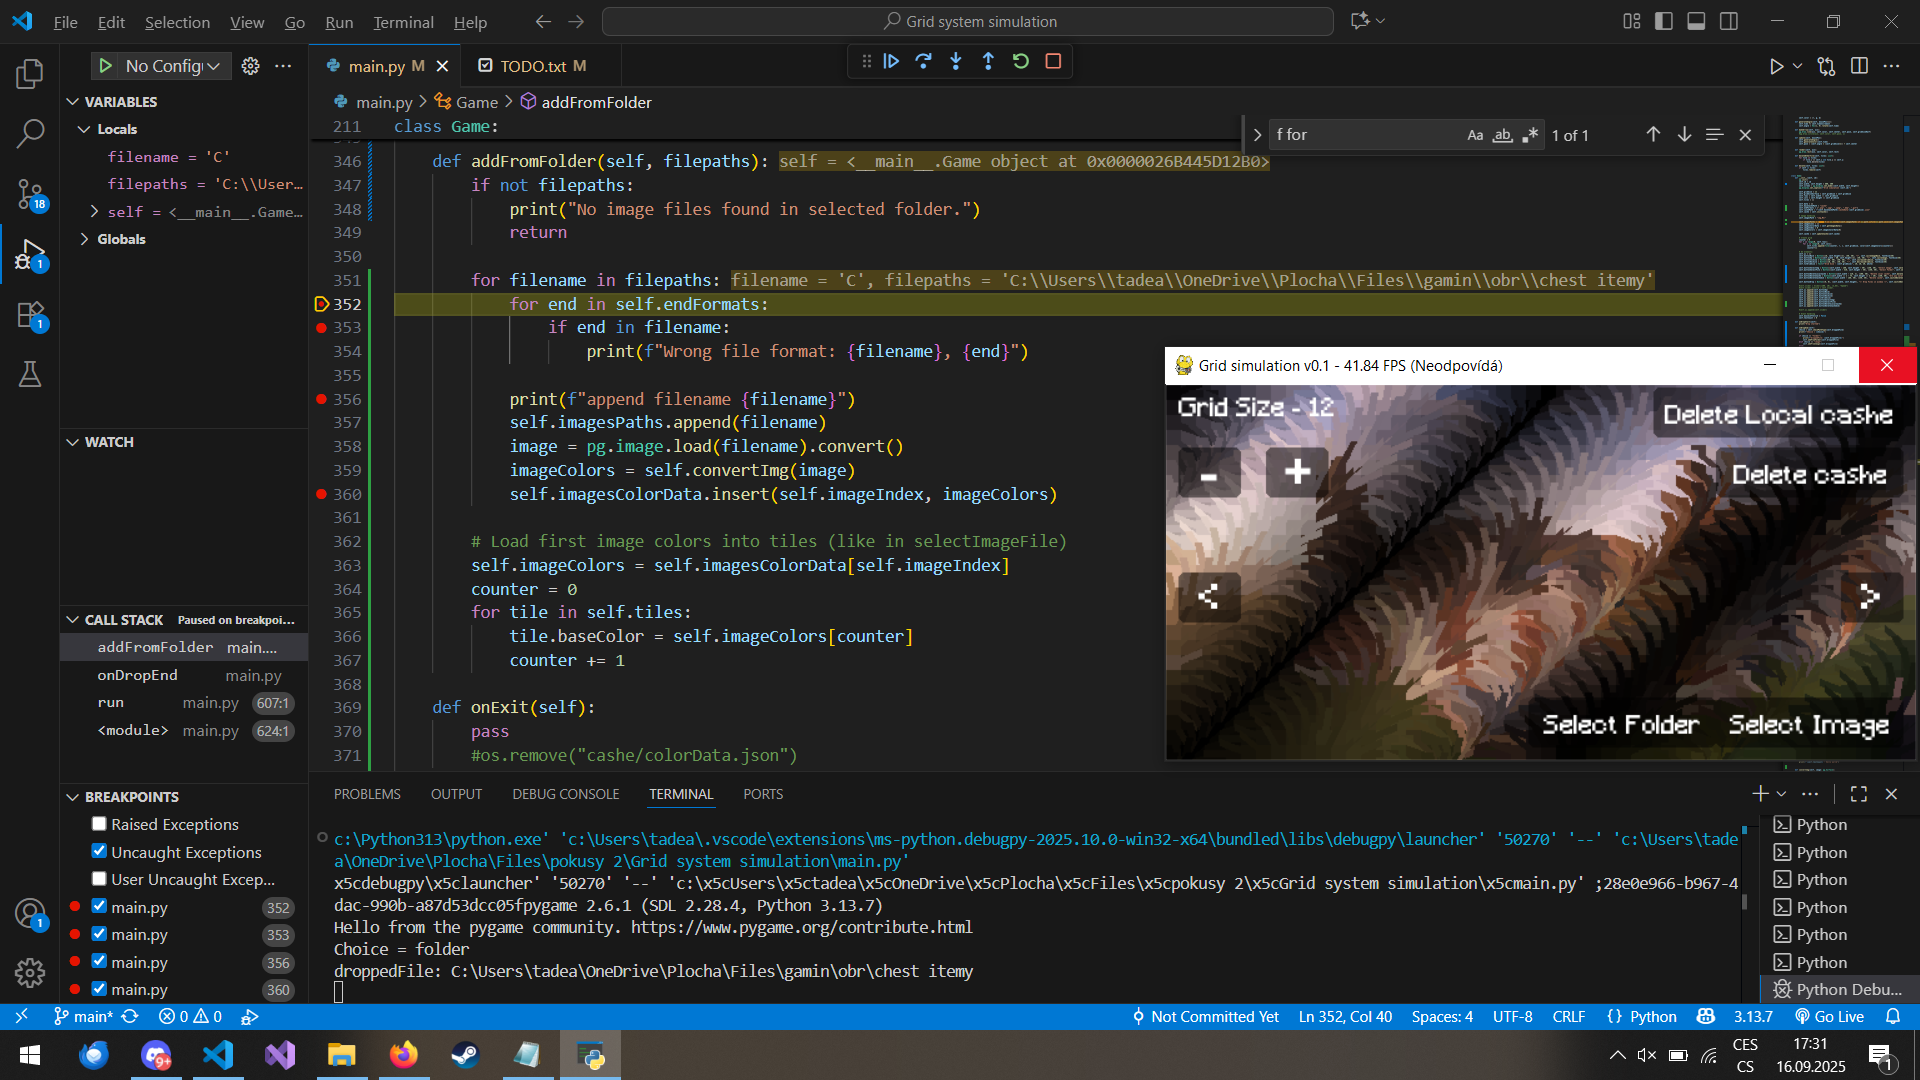 File Edit Selection View Go Run Terminal Help
Grid system simulation
No Config
main.py M
TODO.txt M
main.py > Game > addFromFolder
f for
Aa ab 1 of 1
VARIABLES
Locals
filename = 'C'
filepaths = 'C:\\User...
self = <__main__.Game...
Globals
WATCH
CALL STACK Paused on breakpoi...
addFromFolder main....
onDropEnd main.py
run main.py 607:1
<module> main.py 624:1
BREAKPOINTS
Raised Exceptions
Uncaught Exceptions
User Uncaught Excep...
main.py 352
main.py 353
main.py 356
main.py 360
211 class Game:
346 def addFromFolder(self, filepaths): self = <__main__.Game object at 0x0000026B445D12B0>
347 if not filepaths:
348 print("No image files found in selected folder.")
349 return
350
351 for filename in filepaths: filename = 'C', filepaths = 'C:\\Users\\tadea\\OneDrive\\Plocha\\Files\\gamin\\obr\\chest itemy'
352 for end in self.endFormats:
353 if end in filename:
354 print(f"Wrong file format: {filename}, {end}")
355
356 print(f"append filename {filename}")
357 self.imagesPaths.append(filename)
358 image = pg.image.load(filename).convert()
359 imageColors = self.convertImg(image)
360 self.imagesColorData.insert(self.imageIndex, imageColors)
361
362 # Load first image colors into tiles (like in selectImageFile)
363 self.imageColors = self.imagesColorData[self.imageIndex]
364 counter = 0
365 for tile in self.tiles:
366 tile.baseColor = self.imageColors[counter]
367 counter += 1
368
369 def onExit(self):
370 pass
371 #os.remove("cashe/colorData.json")
Grid simulation v0.1 - 41.84 FPS (Neodpovídá)
Grid Size - 12
Delete Local cashe
- +
Delete cashe
< >
Select Folder Select Image
PROBLEMS OUTPUT DEBUG CONSOLE TERMINAL PORTS
c:\Python313\python.exe' 'c:\Users\tadea\.vscode\extensions\ms-python.debugpy-2025.10.0-win32-x64\bundled\libs\debugpy\launcher' '50270' '--' 'c:\Users\tade
a\OneDrive\Plocha\Files\pokusy 2\Grid system simulation\main.py'
x5cdebugpy\x5clauncher' '50270' '--' 'c:\x5cUsers\x5ctadea\x5cOneDrive\x5cPlocha\x5cFiles\x5cpokusy 2\x5cGrid system simulation\x5cmain.py' ;28e0e966-b967-4
dac-990b-a87d53dcc05fpygame 2.6.1 (SDL 2.28.4, Python 3.13.7)
Hello from the pygame community. https://www.pygame.org/contribute.html
Choice = folder
droppedFile: C:\Users\tadea\OneDrive\Plocha\Files\gamin\obr\chest itemy
Python
Python
Python
Python
Python
Python
Python Debu...
18
1
1
1
main* 0 0
Not Committed Yet Ln 352, Col 40 Spaces: 4 UTF-8 CRLF {} Python 3.13.7 Go Live
9+
CES
CS
17:31
16.09.2025
1